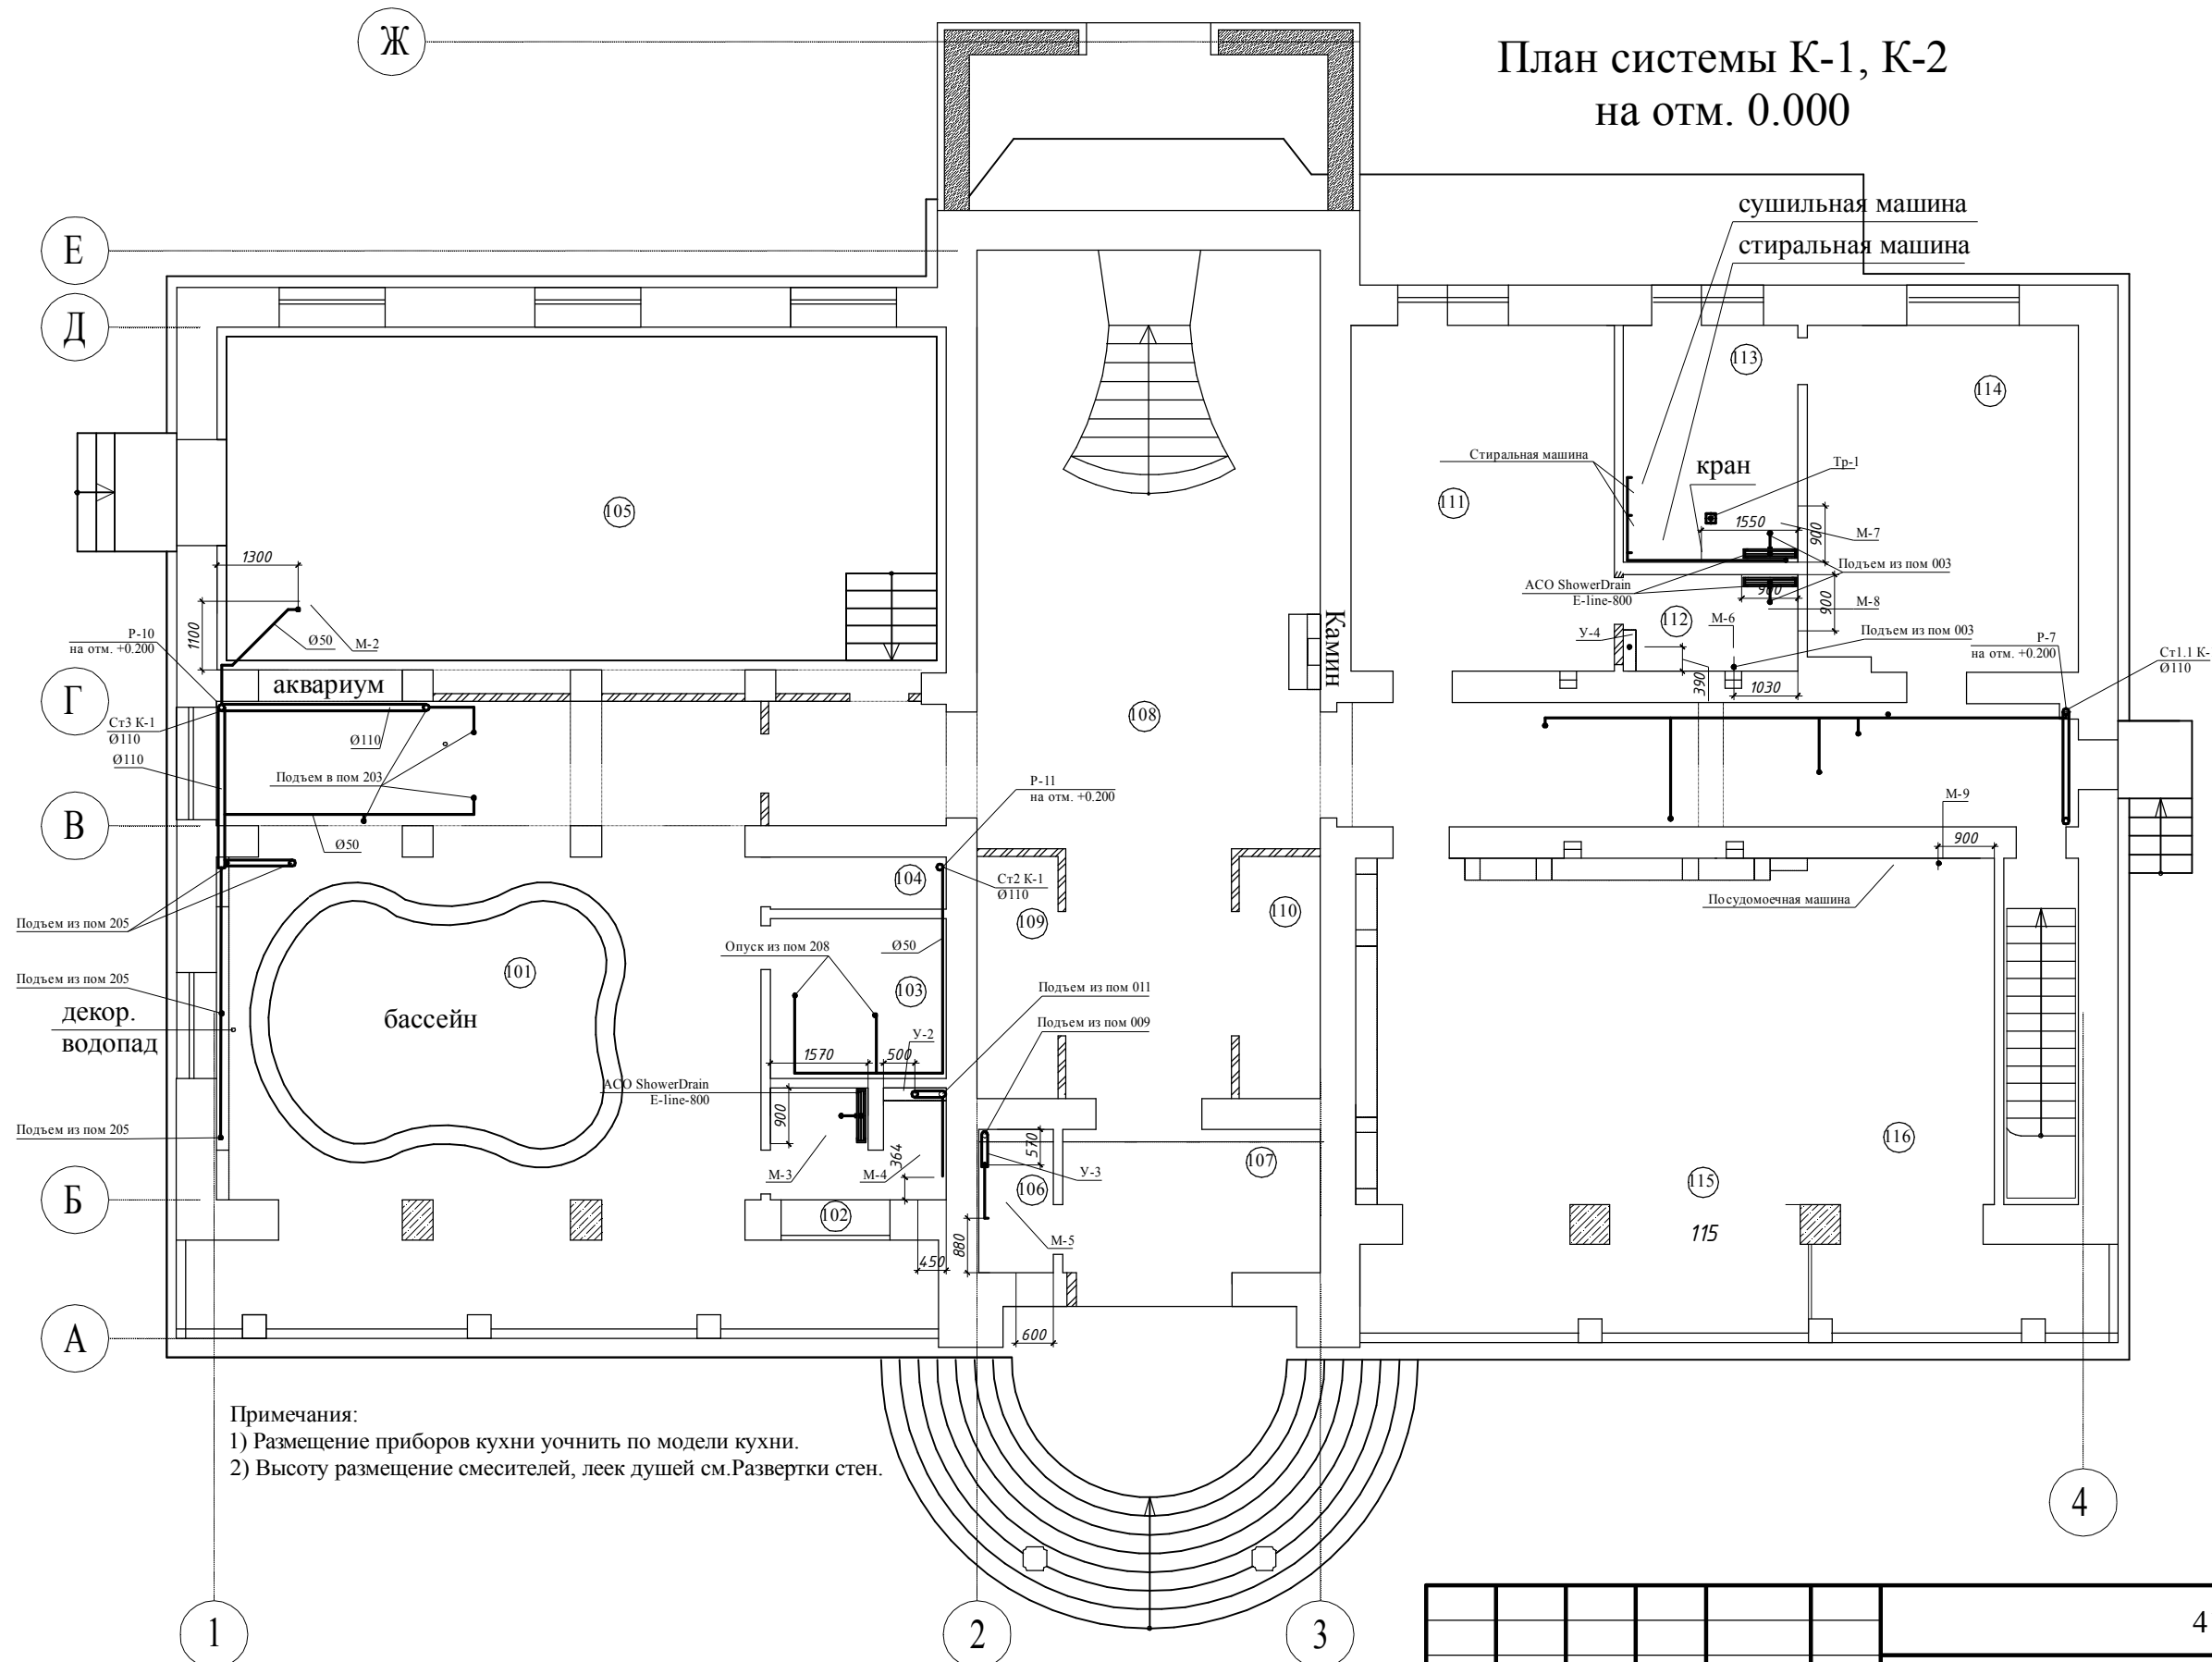 Ж
План системы К-1, К-2
на отм. 0.000
сушильная машина
стиральная машина
Е
Д
113
114
Стиральная машина
кран
Тр-1
111
105
1550
900
М-7
Подъем из пом 003
1300
ACO ShowerDrain
E-line-800
900
900
М-8
Камин
112
М-6
1100
Ø50
М-2
У-4
Подъем из пом 003
Р-10
на отм. +0.200
Р-7
на отм. +0.200
Ст1.1 К-
Ø110
Г
аквариум
390
1030
108
Ст3 К-1
Ø110
Ø110
Ø110
Подъем в пом 203
Р-11
на отм. +0.200
М-9
В
Ø50
900
104
Ст2 К-1
Ø110
109
110
Посудомоечная машина
Подъем из пом 205
Опуск из пом 208
Ø50
101
103
Подъем из пом 205
Подъем из пом 011
декор.
водопад
бассейн
Подъем из пом 009
У-2
1570
500
ACO ShowerDrain
E-line-800
900
Подъем из пом 205
364
570
116
М-3
М-4
У-3
107
106
115
Б
102
М-5
115
880
450
А
600
Примечания:
1) Размещение приборов кухни уочнить по модели кухни.
2) Высоту размещение смесителей, леек душей см.Развертки стен.
4
1
2
3
4